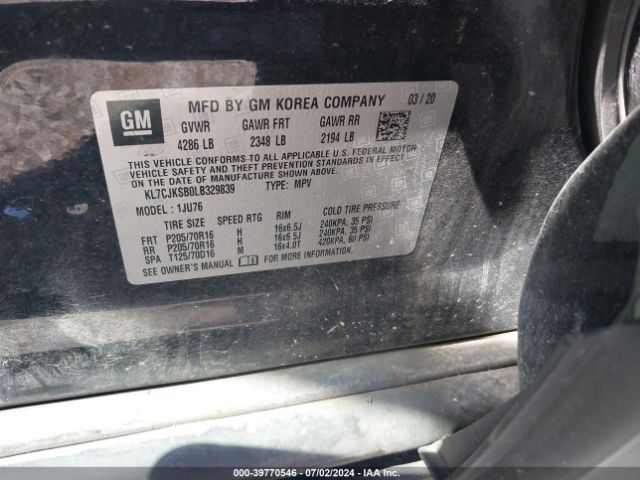 GM
MFD BY GM KOREA COMPANY 03/20
GVWR GAWR FRT GAWR RR
4286 LB 2348 LB 2194 LB
THIS VEHICLE CONFORMS TO ALL APPLICABLE U.S. FEDERAL MOTOR
VEHICLE SAFETY AND THEFT PREVENTION STANDARDS IN EFFECT
ON THE DATE OF MANUFACTURE SHOWN ABOVE.
KL7CJKSB0LB329839 TYPE: MPV
MODEL: 1JU76
TIRE SIZE SPEED RTG RIM COLD TIRE PRESSURE
FRT P205/70R16 H 16x6.5J 240KPA, 35 PSI
RR P205/70R16 H 16x6.5J 240KPA, 35 PSI
SPA T125/70D16 M 16x4.0T 420KPA, 60 PSI
SEE OWNER'S MANUAL FOR MORE INFORMATION.
000-39770546 - 07/02/2024 - IAA Inc.